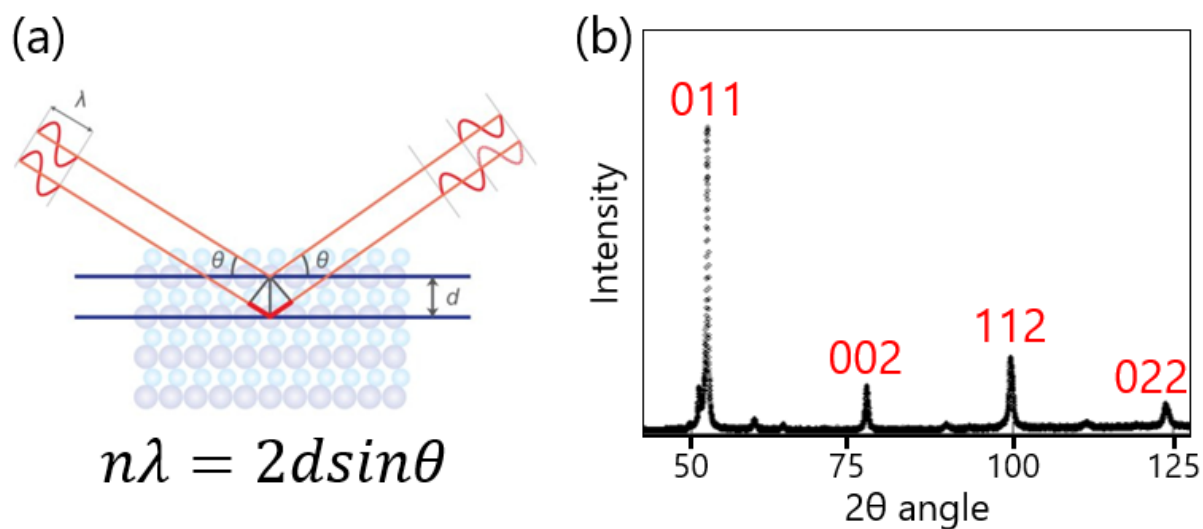 (a)
λ
θ
θ
d
nλ = 2dsinθ
(b)
Intensity
011
002
112
022
50
75
100
125
2θ angle